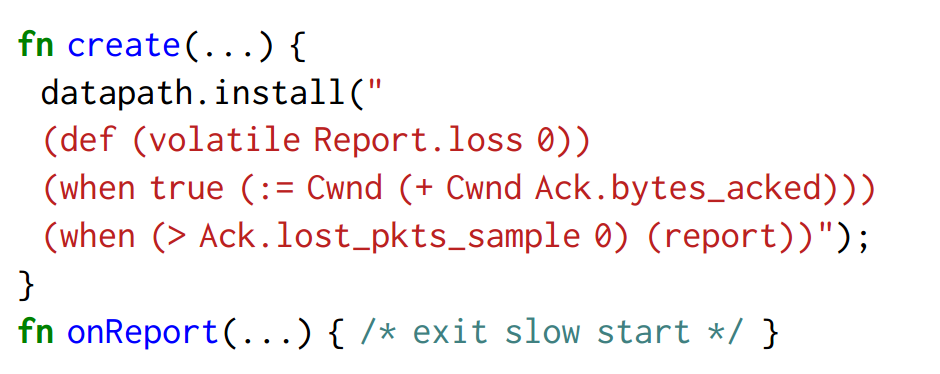 fn create(...) {
datapath.install("
(def (volatile Report.loss 0))
(when true (:= Cwnd (+ Cwnd Ack.bytes_acked)))
(when (> Ack.lost_pkts_sample 0) (report))");
}
fn onReport(...) { /* exit slow start */ }